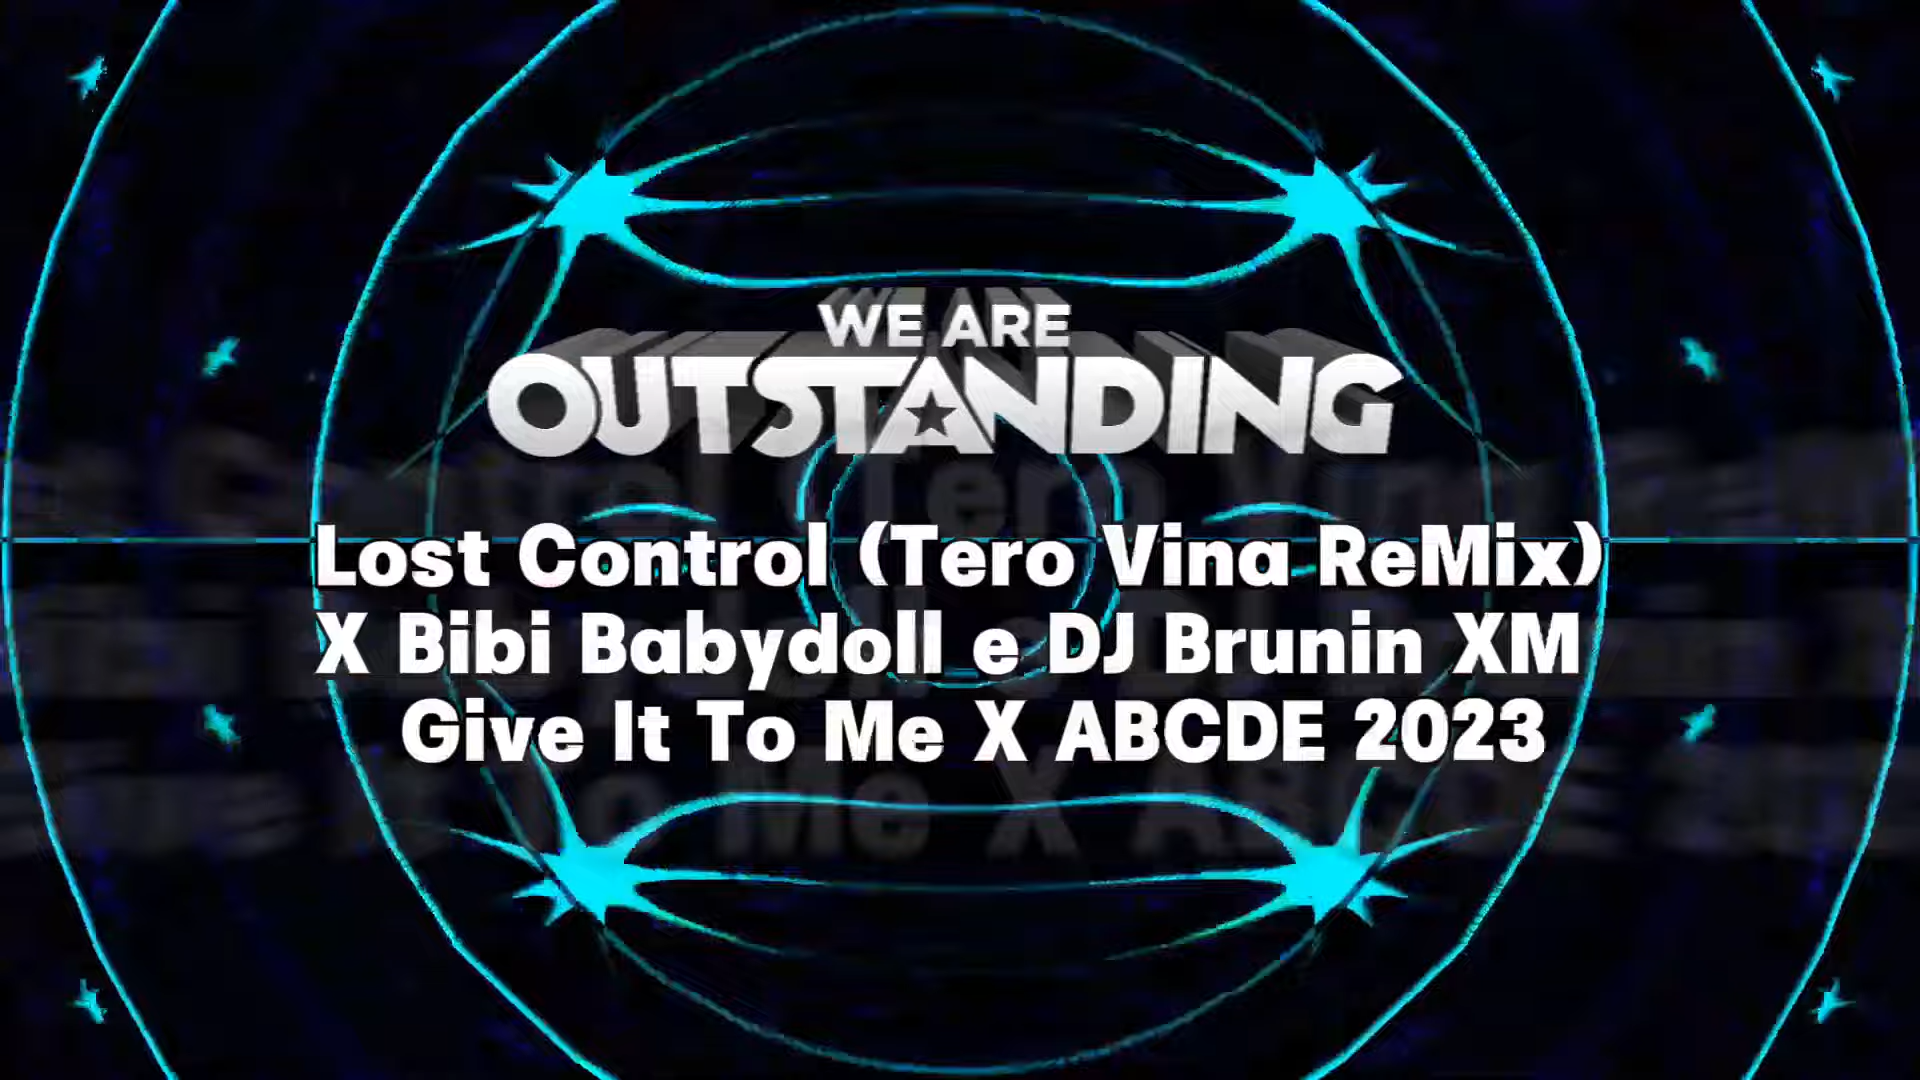 WE ARE
OUTSTANDING
Lost Control (Tero Vina ReMix)
X Bibi Babydoll e DJ Brunin XM
Give It To Me X ABCDE 2023